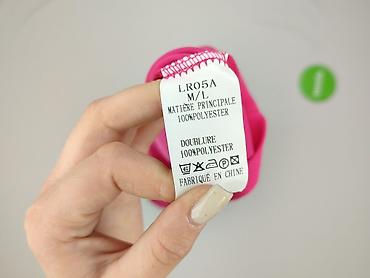 LR05A
M/L
MATIÈRE PRINCIPALE
100%POLYESTER
DOUBLURE
100%POLYESTER
FABRIQUÉ EN CHINE